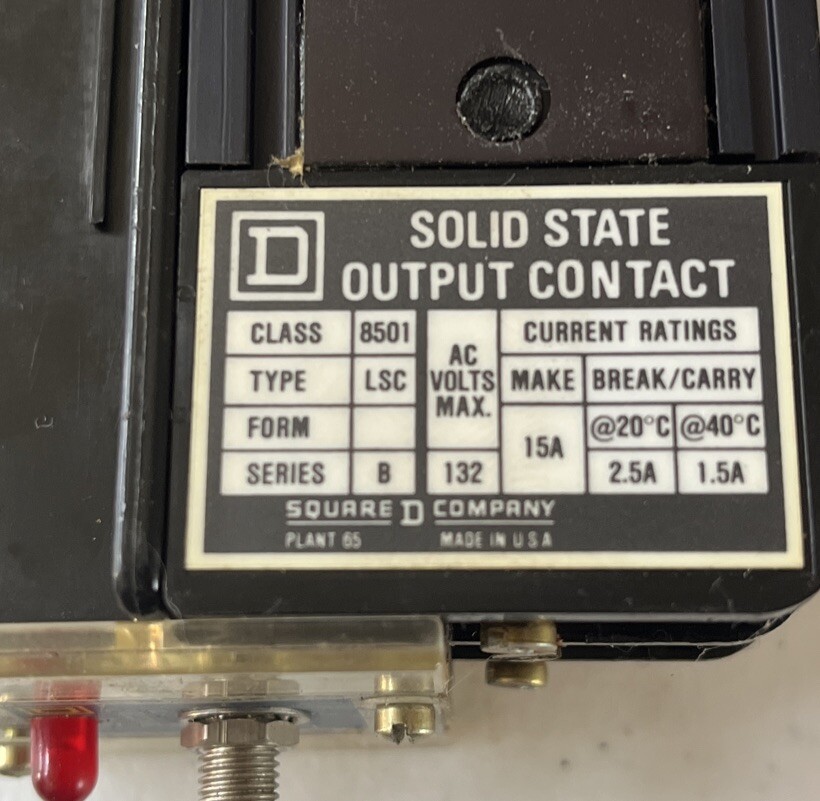 D
SOLID STATE
OUTPUT CONTACT
CLASS 8501
TYPE LSC
FORM
SERIES B
AC
VOLTS
MAX.
132
CURRENT RATINGS
MAKE BREAK/CARRY
15A
@20°C @40°C
2.5A 1.5A
SQUARE D COMPANY
PLANT 65 MADE IN U S A